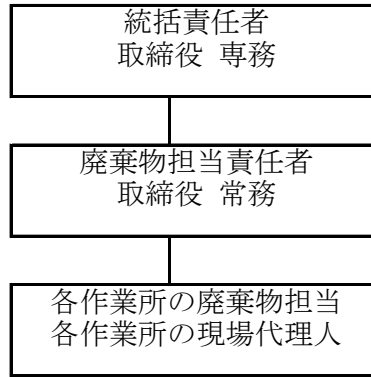 統括責任者
取締役 専務
廃棄物担当責任者
取締役 常務
各作業所の廃棄物担当
各作業所の現場代理人